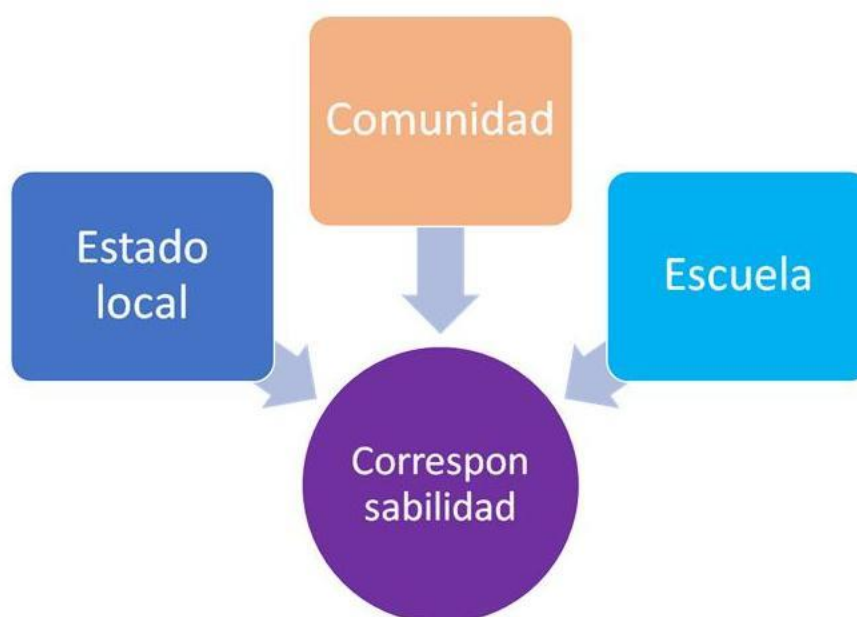 Comunidad
Estado
local
Escuela
Correspon
sabilidad